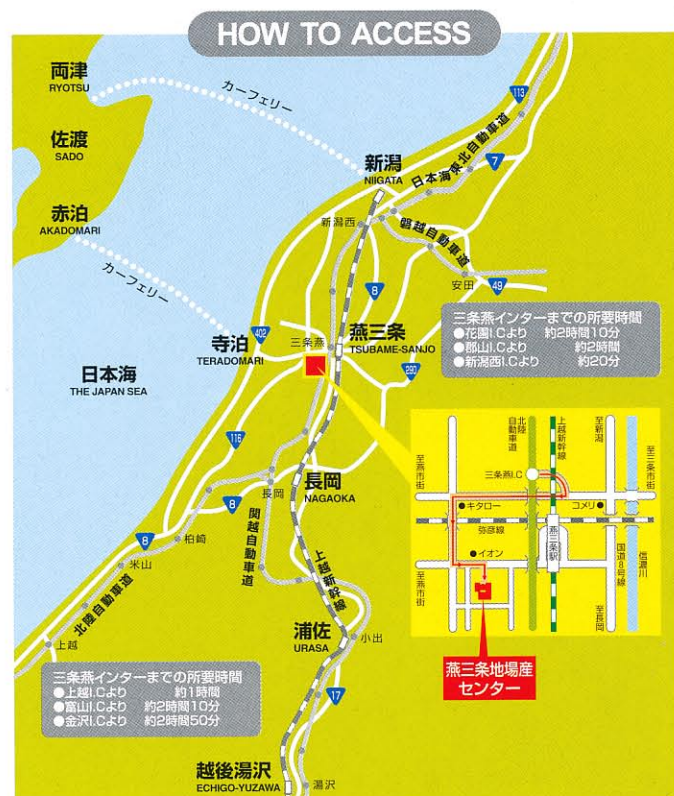 HOW TO ACCESS
両津
RYOTSU
カーフェリー
113
佐渡
SADO
新潟
NIIGATA
日本海東北自動車道
7
赤泊
AKADOMARI
新潟西
磐越自動車道
カーフェリー
8
安田
49
402
三条燕
燕三条
TSUBAME-SANJO
寺泊
TERADOMARI
290
三条燕インターまでの所要時間
●花園I.Cより 約2時間10分
●郡山I.Cより 約2時間
●新潟西I.Cより 約20分
日本海
THE JAPAN SEA
116
8
長岡
長岡
NAGAOKA
関越自動車道
上越新幹線
8
柏崎
米山
北陸自動車道
上越
浦佐
URASA
小出
17
三条燕インターまでの所要時間
●上越I.Cより 約1時間
●富山I.Cより 約2時間10分
●金沢I.Cより 約2時間50分
越後湯沢
ECHIGO-YUZAWA
湯沢
至燕市街
北陸自動車道
上越新幹線
至新潟
至三条市街
三条燕I.C
●キタロー
コメリ●
弥彦線
燕三条駅
●イオン
至燕市街
国道8号線
信濃川
至長岡
燕三条地場産
センター